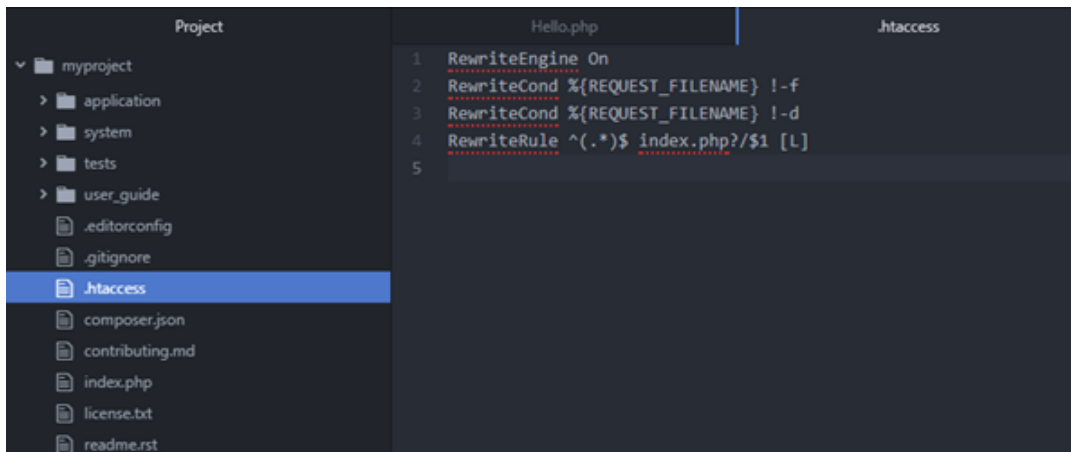 Project
myproject
application
system
tests
user_guide
.editorconfig
.gitignore
.htaccess
composer.json
contributing.md
index.php
license.txt
readme.rst
Hello.php
.htaccess
1 RewriteEngine On
2 RewriteCond %{REQUEST_FILENAME} !-f
3 RewriteCond %{REQUEST_FILENAME} !-d
4 RewriteRule ^(.*)$ index.php?/$1 [L]
5